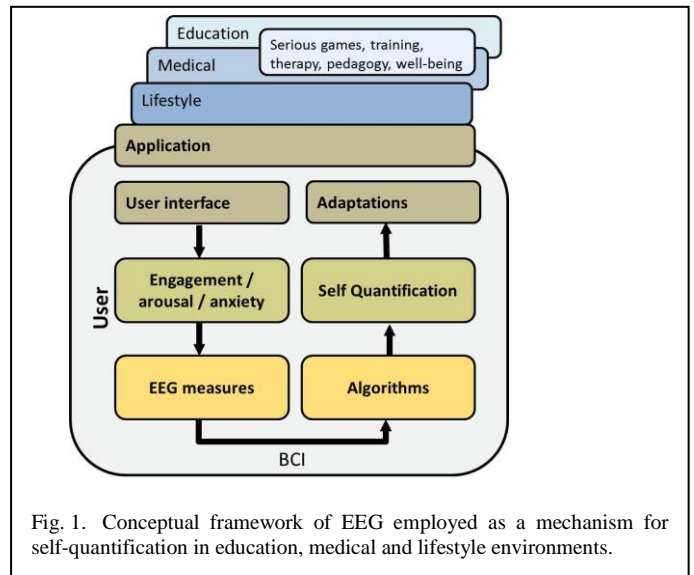 Education
Serious games, training,
therapy, pedagogy, well-being
Medical
Lifestyle
Application
User interface
Adaptations
Engagement /
arousal / anxiety
Self Quantification
User
EEG measures
Algorithms
BCI
Fig. 1. Conceptual framework of EEG employed as a mechanism for
self-quantification in education, medical and lifestyle environments.